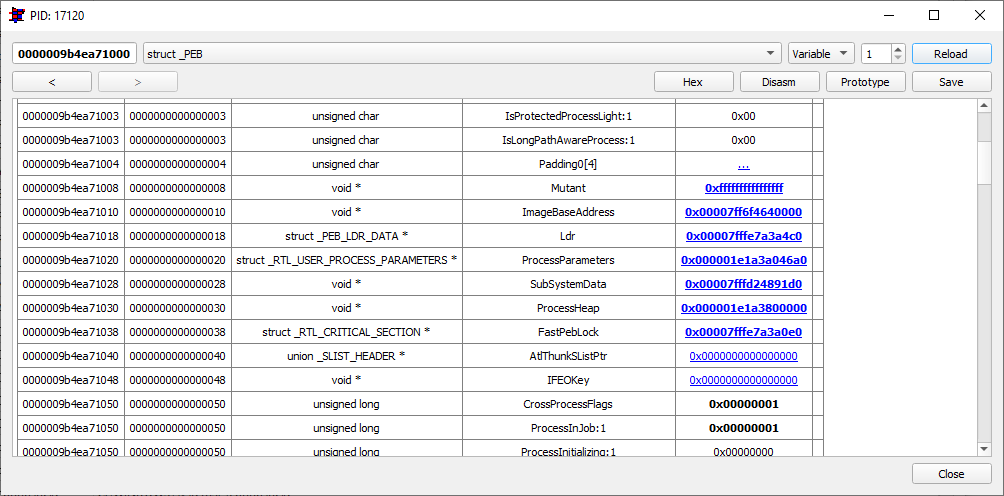 PID: 17120
0000009b4ea71000 struct _PEB Variable 1 Reload
< > Hex Disasm Prototype Save
0000009b4ea71003 0000000000000003 unsigned char IsProtectedProcessLight:1 0x00
0000009b4ea71003 0000000000000003 unsigned char IsLongPathAwareProcess:1 0x00
0000009b4ea71004 0000000000000004 unsigned char Padding0[4] ...
0000009b4ea71008 0000000000000008 void * Mutant 0xffffffffffffffff
0000009b4ea71010 0000000000000010 void * ImageBaseAddress 0x00007ff6f4640000
0000009b4ea71018 0000000000000018 struct _PEB_LDR_DATA * Ldr 0x00007fffe7a3a4c0
0000009b4ea71020 0000000000000020 struct _RTL_USER_PROCESS_PARAMETERS * ProcessParameters 0x000001e1a3a046a0
0000009b4ea71028 0000000000000028 void * SubSystemData 0x00007fffd24891d0
0000009b4ea71030 0000000000000030 void * ProcessHeap 0x000001e1a3800000
0000009b4ea71038 0000000000000038 struct _RTL_CRITICAL_SECTION * FastPebLock 0x00007fffe7a3a0e0
0000009b4ea71040 0000000000000040 union _SLIST_HEADER * AtlThunkSListPtr 0x0000000000000000
0000009b4ea71048 0000000000000048 void * IFEOKey 0x0000000000000000
0000009b4ea71050 0000000000000050 unsigned long CrossProcessFlags 0x00000001
0000009b4ea71050 0000000000000050 unsigned long ProcessInJob:1 0x00000001
0000009b4ea71050 0000000000000050 unsigned long ProcessInitializing:1 0x00000000
Close